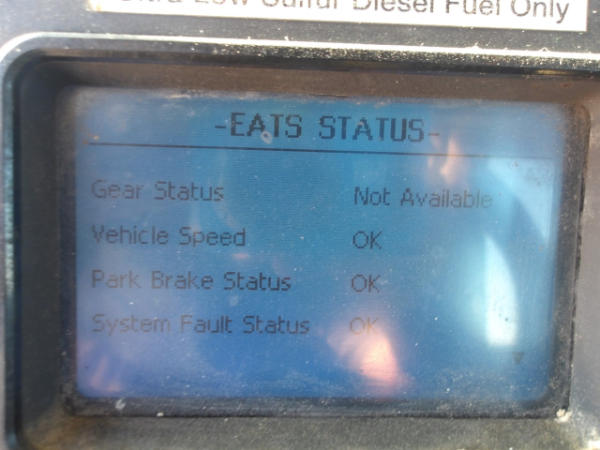 Ultra Low Sulfur Diesel Fuel Only
-EATS STATUS-
Gear Status Not Available
Vehicle Speed OK
Park Brake Status OK
System Fault Status OK